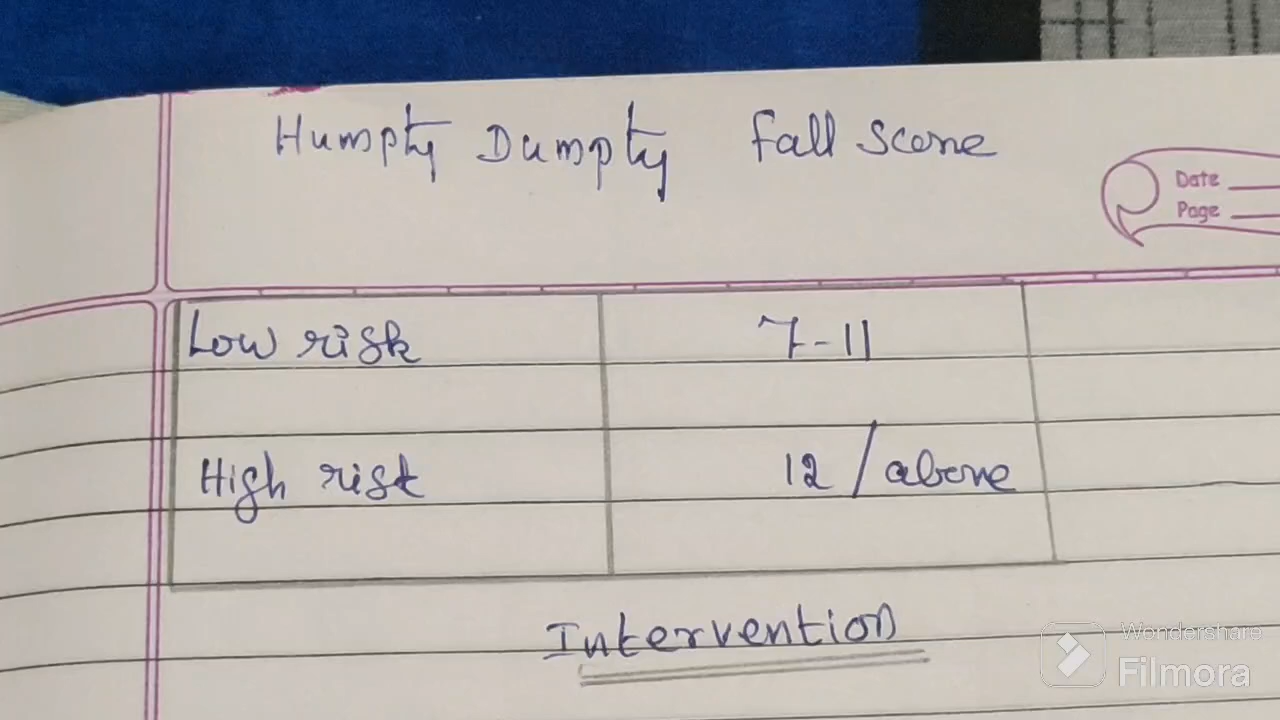 Humpty Dumpty fall score
Date
Page
Low risk 7-11
High risk 12 / above
Intervention
Wondershare
Filmora